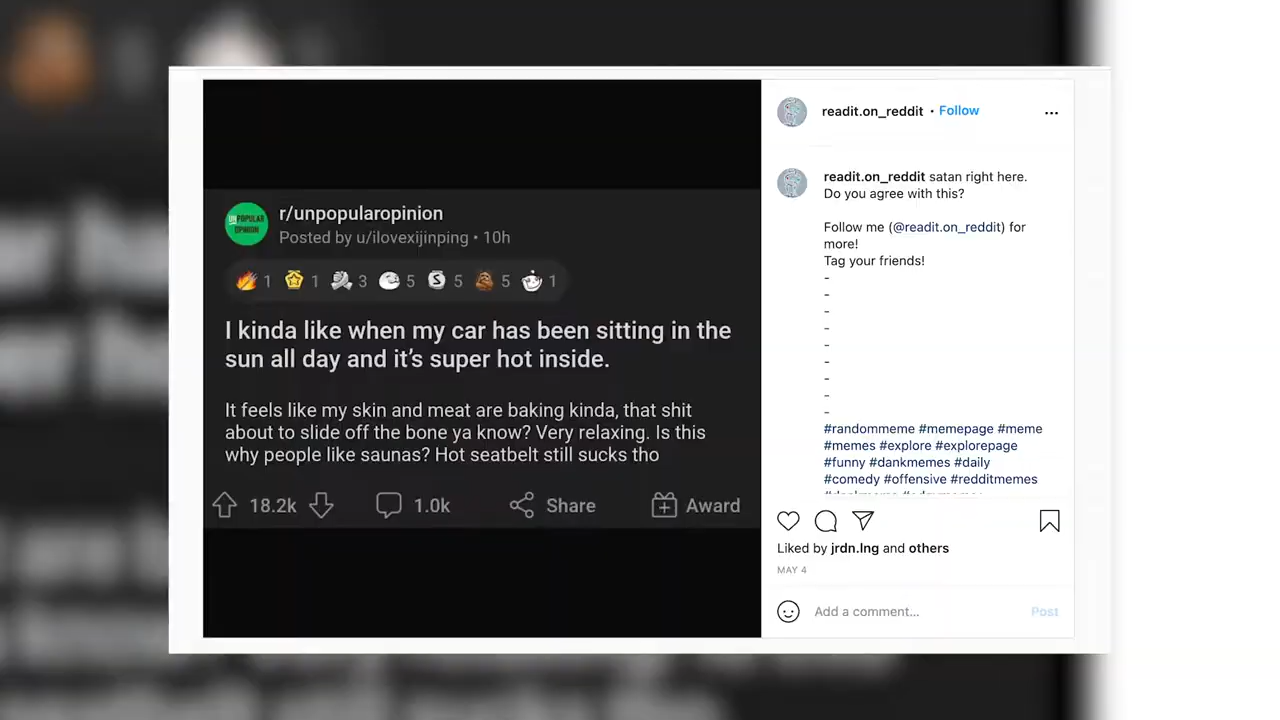 UNPOPULAR
OPINION
r/unpopularopinion
Posted by u/ilovexijinping • 10h
1 1 3 5 5 5 1
I kinda like when my car has been sitting in the
sun all day and it's super hot inside.
It feels like my skin and meat are baking kinda, that shit
about to slide off the bone ya know? Very relaxing. Is this
why people like saunas? Hot seatbelt still sucks tho
18.2k 1.0k Share Award
readit.on_reddit • Follow
readit.on_reddit satan right here.
Do you agree with this?
Follow me (@readit.on_reddit) for
more!
Tag your friends!
-
-
-
-
-
-
-
-
-
#randommeme #memepage #meme
#memes #explore #explorepage
#funny #dankmemes #daily
#comedy #offensive #redditmemes
Liked by jrdn.lng and others
MAY 4
Add a comment... Post